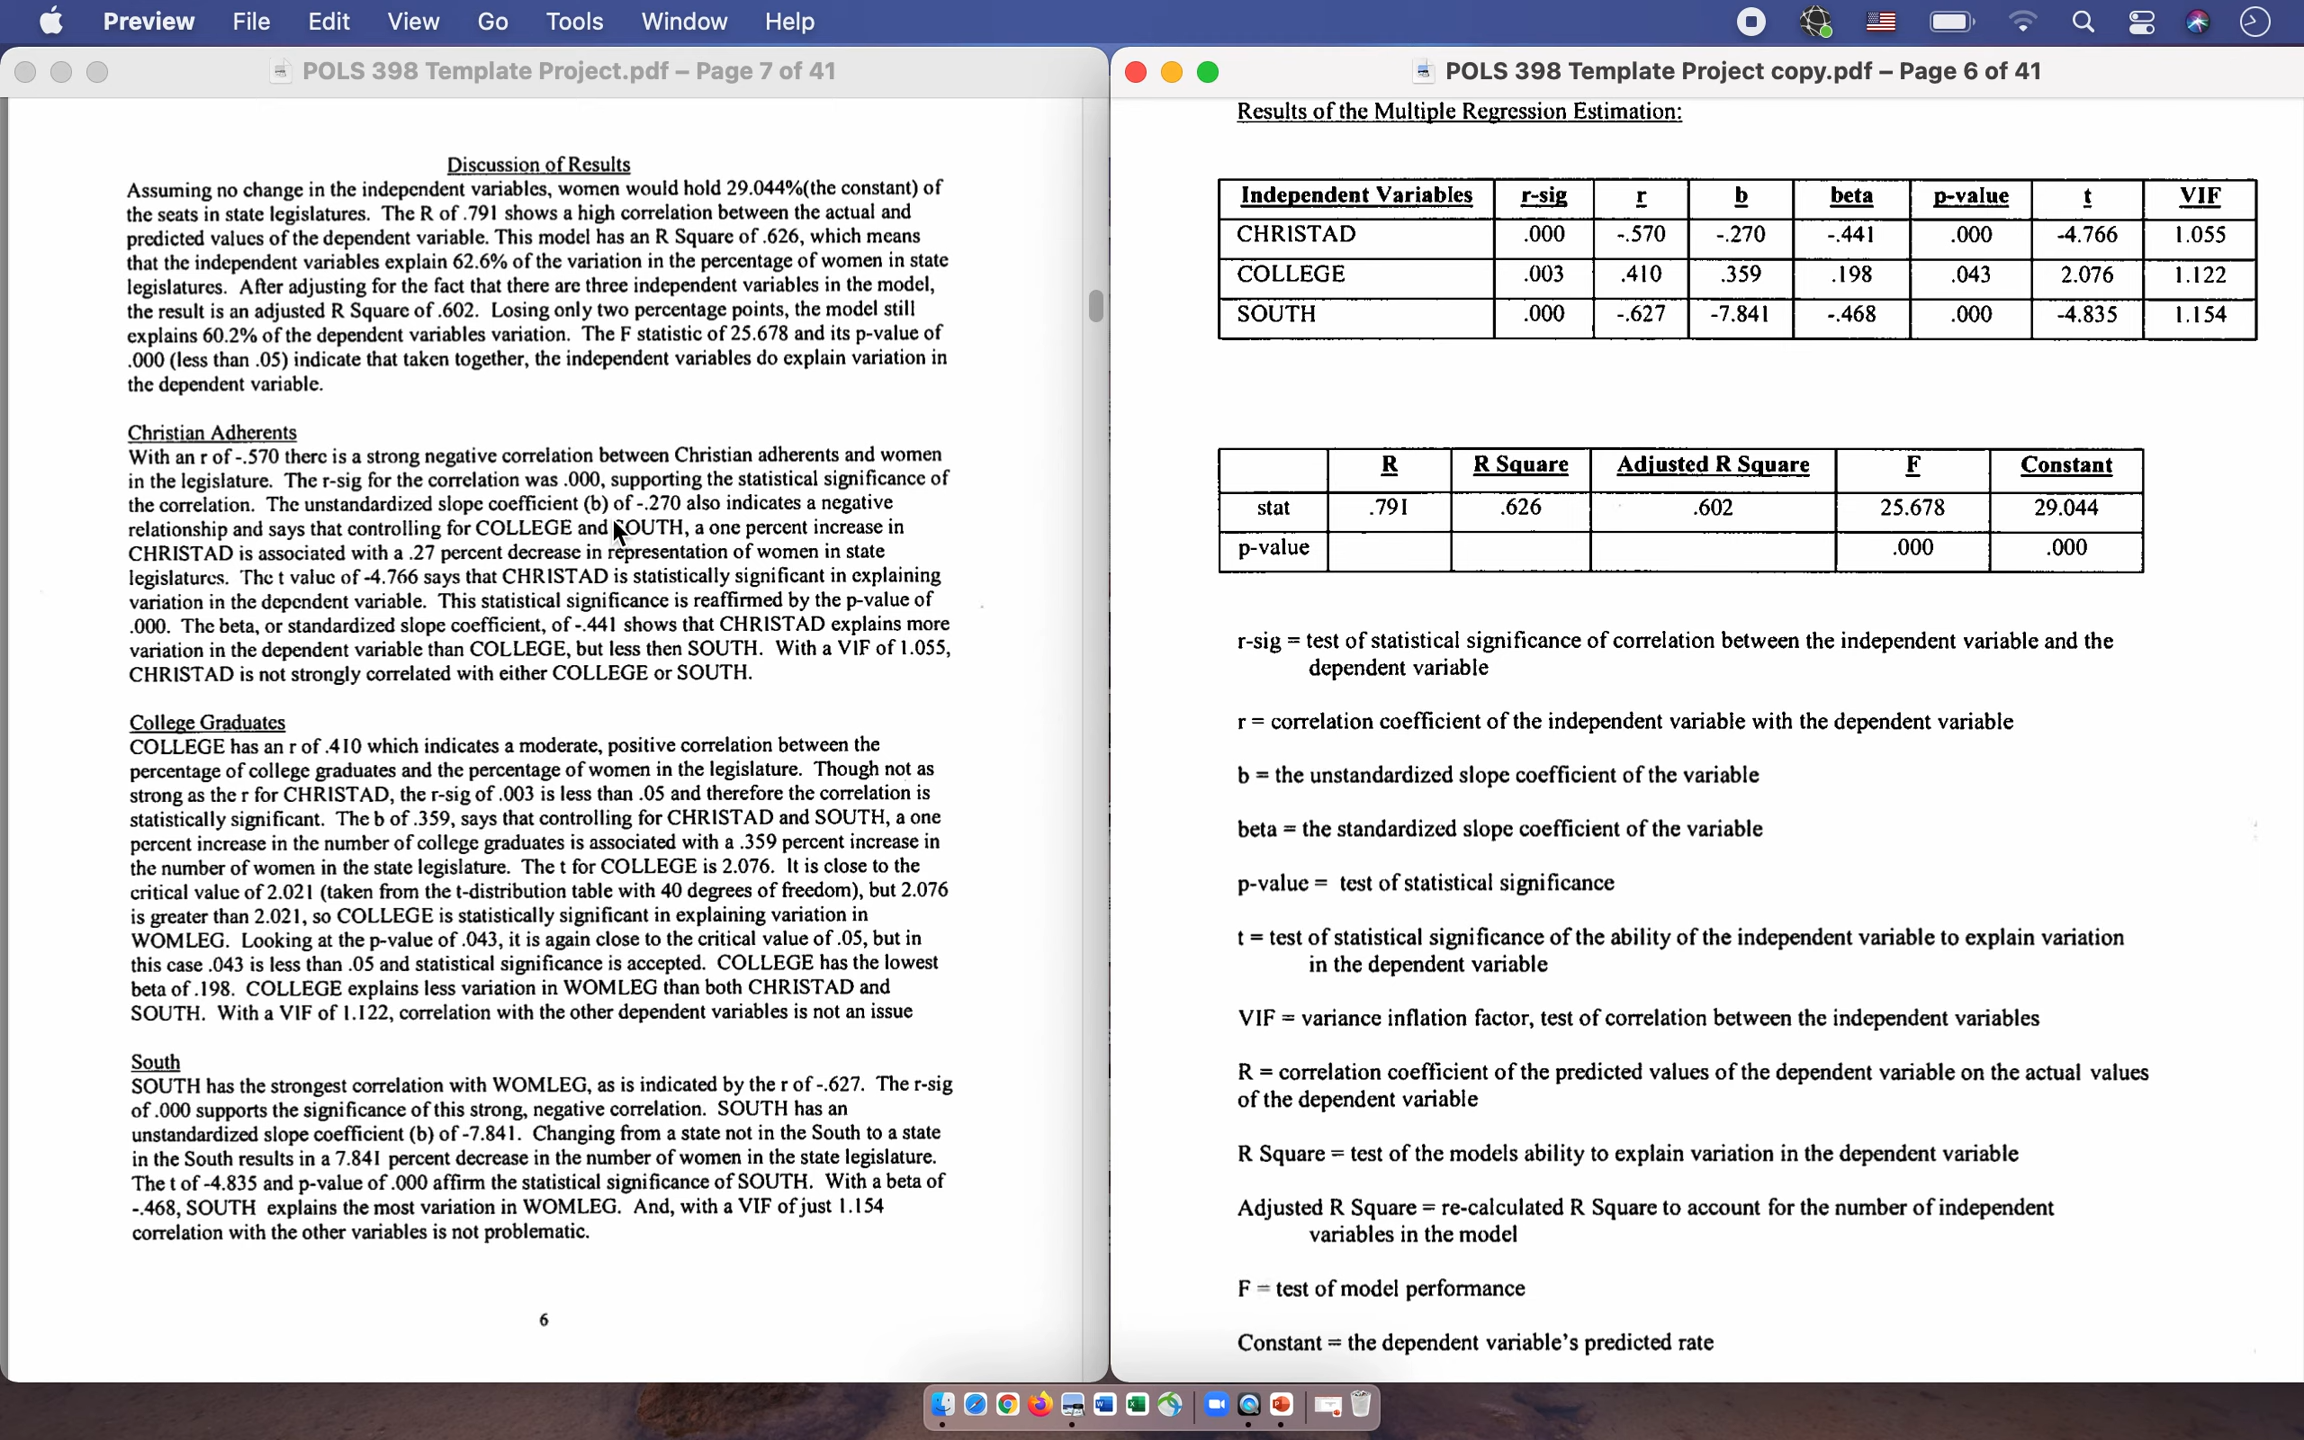 Preview File Edit View Go Tools Window Help
POLS 398 Template Project.pdf – Page 7 of 41
Discussion of Results
Assuming no change in the independent variables, women would hold 29.044%(the constant) of
the seats in state legislatures. The R of .791 shows a high correlation between the actual and
predicted values of the dependent variable. This model has an R Square of .626, which means
that the independent variables explain 62.6% of the variation in the percentage of women in state
legislatures. After adjusting for the fact that there are three independent variables in the model,
the result is an adjusted R Square of .602. Losing only two percentage points, the model still
explains 60.2% of the dependent variables variation. The F statistic of 25.678 and its p-value of
.000 (less than .05) indicate that taken together, the independent variables do explain variation in
the dependent variable.
Christian Adherents
With an r of -.570 there is a strong negative correlation between Christian adherents and women
in the legislature. The r-sig for the correlation was .000, supporting the statistical significance of
the correlation. The unstandardized slope coefficient (b) of -.270 also indicates a negative
relationship and says that controlling for COLLEGE and SOUTH, a one percent increase in
CHRISTAD is associated with a .27 percent decrease in representation of women in state
legislatures. The t value of -4.766 says that CHRISTAD is statistically significant in explaining
variation in the dependent variable. This statistical significance is reaffirmed by the p-value of
.000. The beta, or standardized slope coefficient, of -.441 shows that CHRISTAD explains more
variation in the dependent variable than COLLEGE, but less then SOUTH. With a VIF of 1.055,
CHRISTAD is not strongly correlated with either COLLEGE or SOUTH.
College Graduates
COLLEGE has an r of .410 which indicates a moderate, positive correlation between the
percentage of college graduates and the percentage of women in the legislature. Though not as
strong as the r for CHRISTAD, the r-sig of .003 is less than .05 and therefore the correlation is
statistically significant. The b of .359, says that controlling for CHRISTAD and SOUTH, a one
percent increase in the number of college graduates is associated with a .359 percent increase in
the number of women in the state legislature. The t for COLLEGE is 2.076. It is close to the
critical value of 2.021 (taken from the t-distribution table with 40 degrees of freedom), but 2.076
is greater than 2.021, so COLLEGE is statistically significant in explaining variation in
WOMLEG. Looking at the p-value of .043, it is again close to the critical value of .05, but in
this case .043 is less than .05 and statistical significance is accepted. COLLEGE has the lowest
beta of .198. COLLEGE explains less variation in WOMLEG than both CHRISTAD and
SOUTH. With a VIF of 1.122, correlation with the other dependent variables is not an issue
South
SOUTH has the strongest correlation with WOMLEG, as is indicated by the r of -.627. The r-sig
of .000 supports the significance of this strong, negative correlation. SOUTH has an
unstandardized slope coefficient (b) of -7.841. Changing from a state not in the South to a state
in the South results in a 7.841 percent decrease in the number of women in the state legislature.
The t of -4.835 and p-value of .000 affirm the statistical significance of SOUTH. With a beta of
-.468, SOUTH explains the most variation in WOMLEG. And, with a VIF of just 1.154
correlation with the other variables is not problematic.
6
POLS 398 Template Project copy.pdf – Page 6 of 41
Results of the Multiple Regression Estimation:
Independent Variables r-sig r b beta p-value t VIF
CHRISTAD .000 -.570 -.270 -.441 .000 -4.766 1.055
COLLEGE .003 .410 .359 .198 .043 2.076 1.122
SOUTH .000 -.627 -7.841 -.468 .000 -4.835 1.154
R R Square Adjusted R Square F Constant
stat .791 .626 .602 25.678 29.044
p-value .000 .000
r-sig = test of statistical significance of correlation between the independent variable and the
dependent variable
r = correlation coefficient of the independent variable with the dependent variable
b = the unstandardized slope coefficient of the variable
beta = the standardized slope coefficient of the variable
p-value = test of statistical significance
t = test of statistical significance of the ability of the independent variable to explain variation
in the dependent variable
VIF = variance inflation factor, test of correlation between the independent variables
R = correlation coefficient of the predicted values of the dependent variable on the actual values
of the dependent variable
R Square = test of the models ability to explain variation in the dependent variable
Adjusted R Square = re-calculated R Square to account for the number of independent
variables in the model
F = test of model performance
Constant = the dependent variable's predicted rate